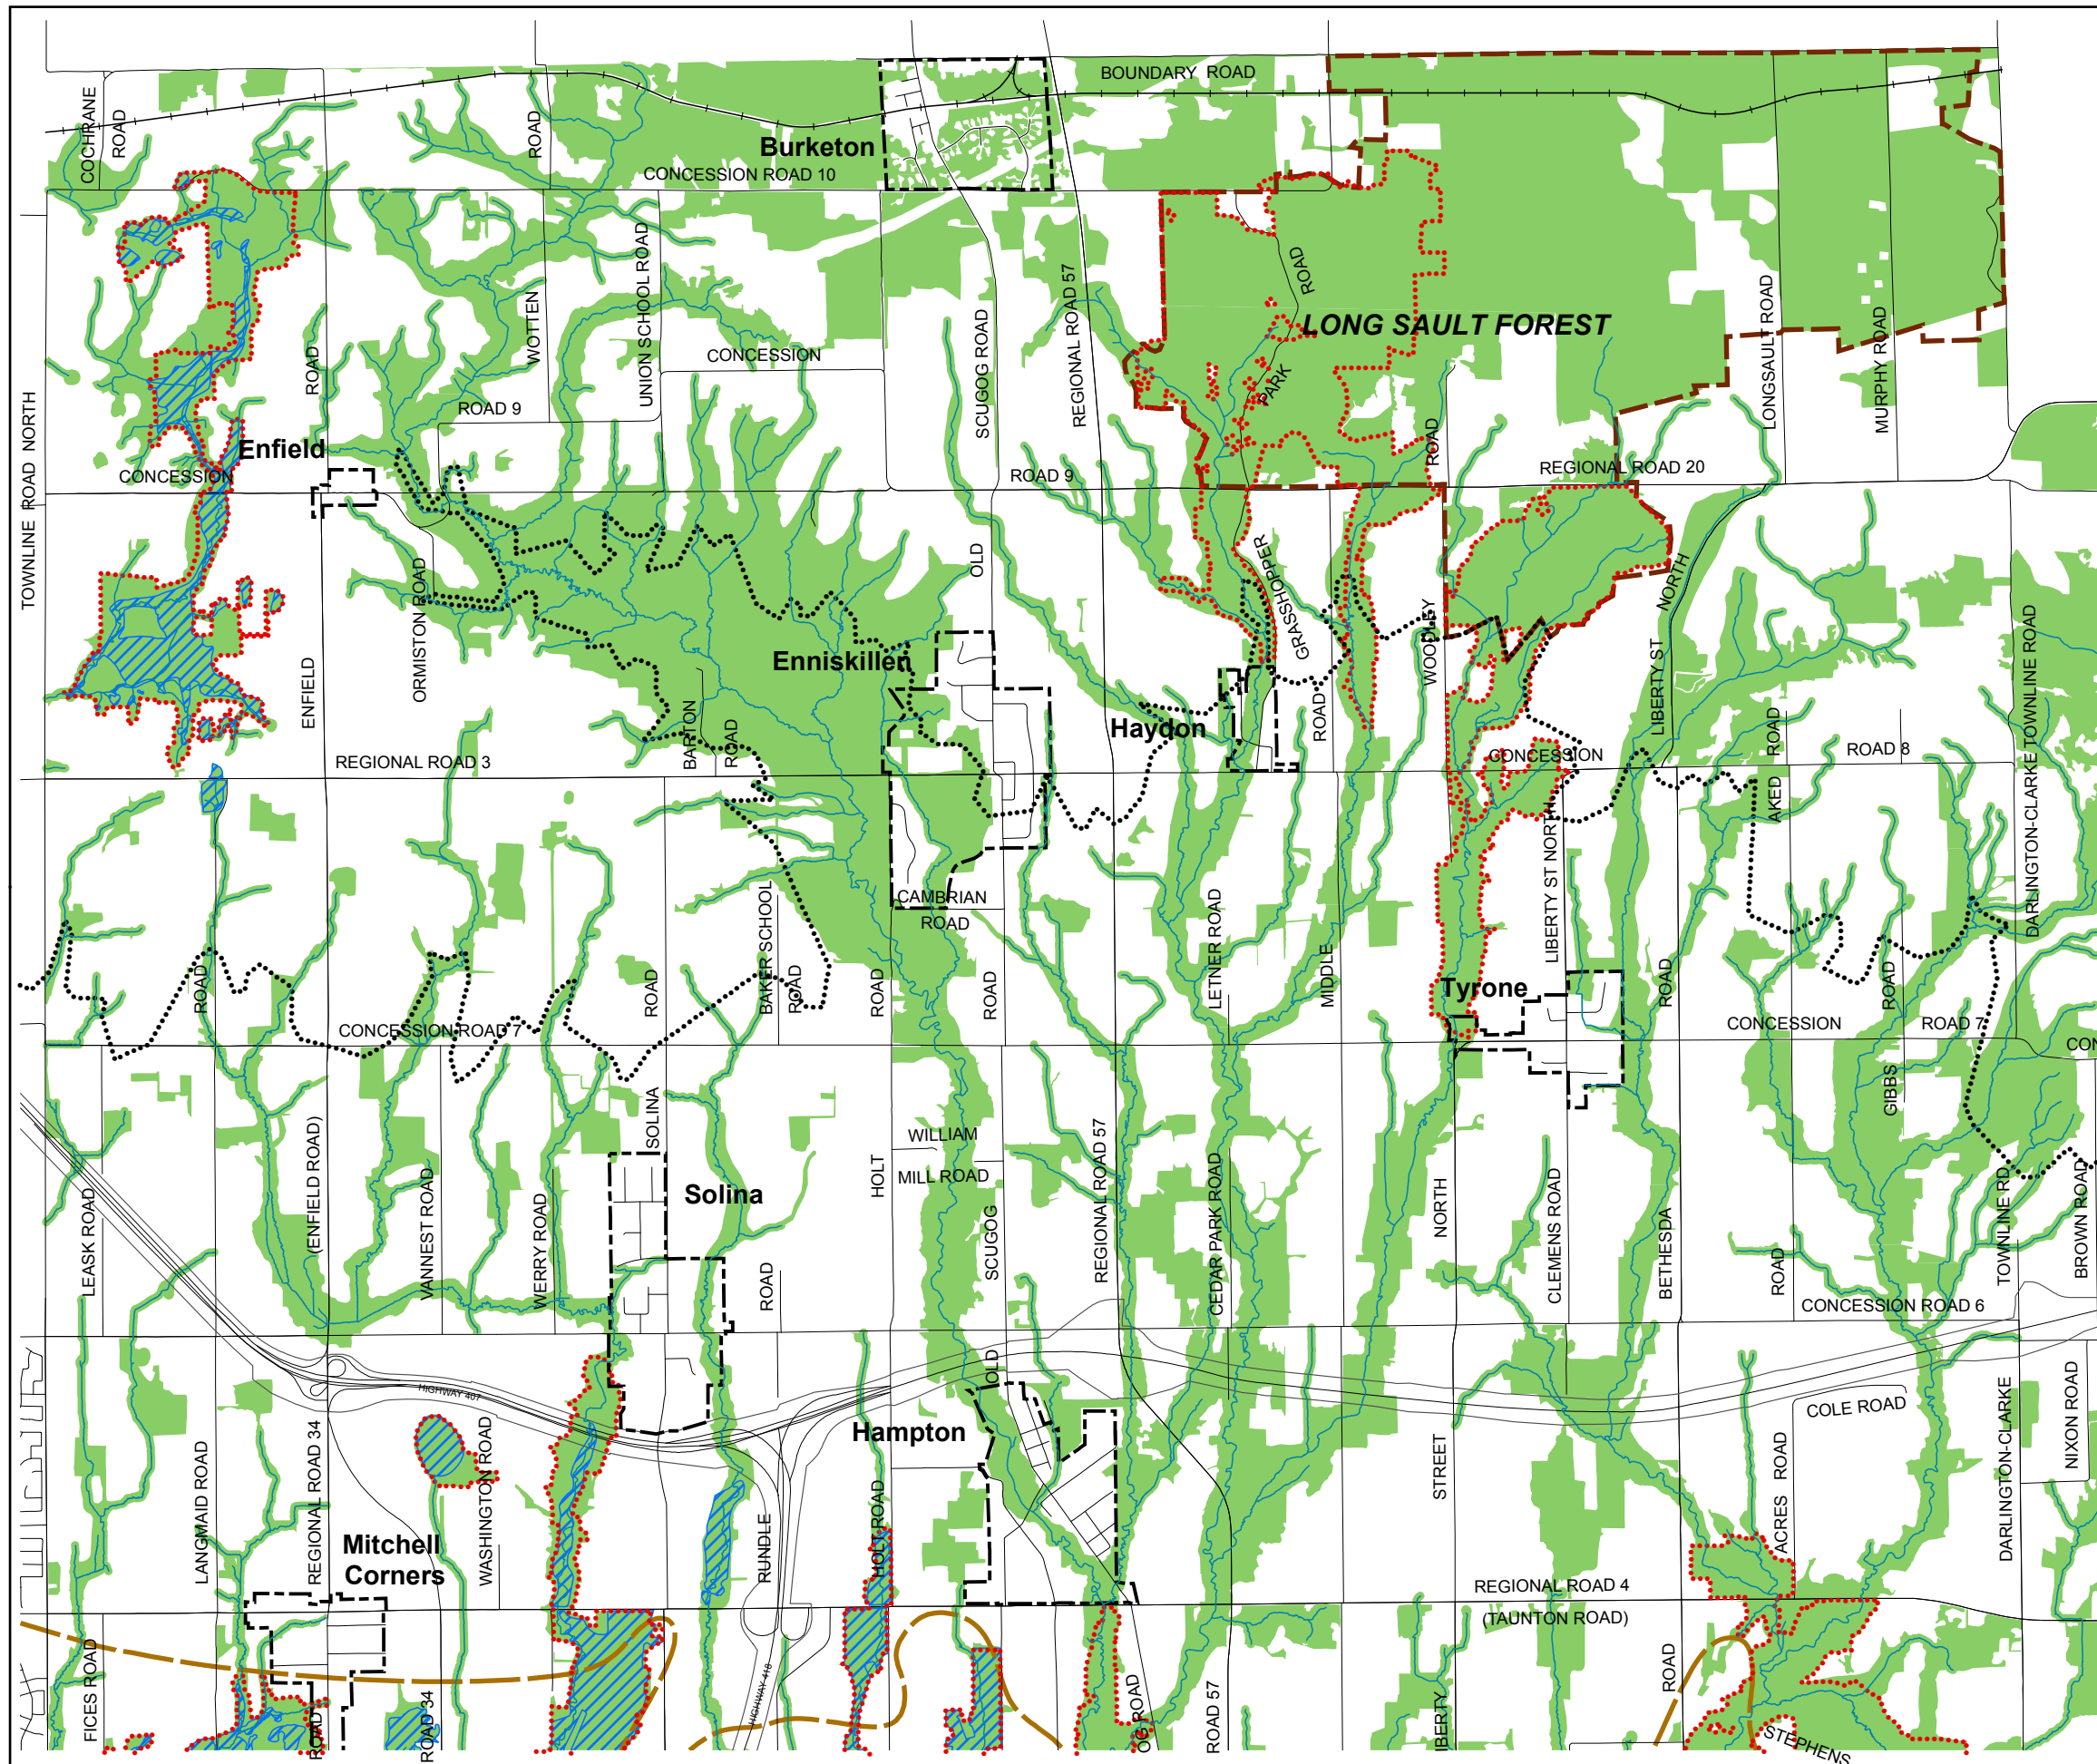 BOUNDARY ROAD
COCHRANE
ROAD
ROAD
Burketon
CONCESSION ROAD 10
UNION SCHOOL ROAD
WOTTEN
SCUGOG ROAD
REGIONAL ROAD 57
ROAD
LONG SAULT FOREST
PARK
LONGSAULT ROAD
MURPHY ROAD
CONCESSION
ROAD
ROAD 9
TOWNLINE ROAD NORTH
Enfield
CONCESSION
ROAD 9
ROAD
REGIONAL ROAD 20
OLD
GRASSHOPPER
NORTH
ORMISTON ROAD
WOODLEY
Enniskillen
ENFIELD
LIBERTY ST
DARLINGTON-CLARKE TOWNLINE ROAD
Haydon
ROAD
BARTON
ROAD
ROAD
REGIONAL ROAD 3
CONCESSION
ROAD 8
AKED
LIBERTY ST NORTH
CAMBRIAN
ROAD
BAKER SCHOOL
ROAD
LETNER ROAD
MIDDLE
ROAD
ROAD
ROAD
ROAD
Tyrone
ROAD
ROAD
CONCESSION ROAD 7
CONCESSION
ROAD 7
CON
SOLINA
GIBBS
WILLIAM
MILL ROAD
HOLT
(ENFIELD ROAD)
REGIONAL ROAD 57
Solina
LEASK ROAD
VANNEST ROAD
WERRY ROAD
SCUGOG
CEDAR PARK ROAD
NORTH
CLEMENS ROAD
BETHESDA
TOWNLINE RD
BROWN ROAD
ROAD
ROAD
CONCESSION ROAD 6
OLD
HIGHWAY 407
COLE ROAD
Hampton
LANGMAID ROAD
REGIONAL ROAD 34
WASHINGTON ROAD
STREET
ACRES ROAD
DARLINGTON-CLARKE
NIXON ROAD
Mitchell
Corners
RUNDLE
HOLT ROAD
REGIONAL ROAD 4
(TAUNTON ROAD)
FICES ROAD
ROAD
ROAD 34
HIGHWAY 418
OG ROAD
ROAD 57
IBERTY
ROAD
STEPHENS